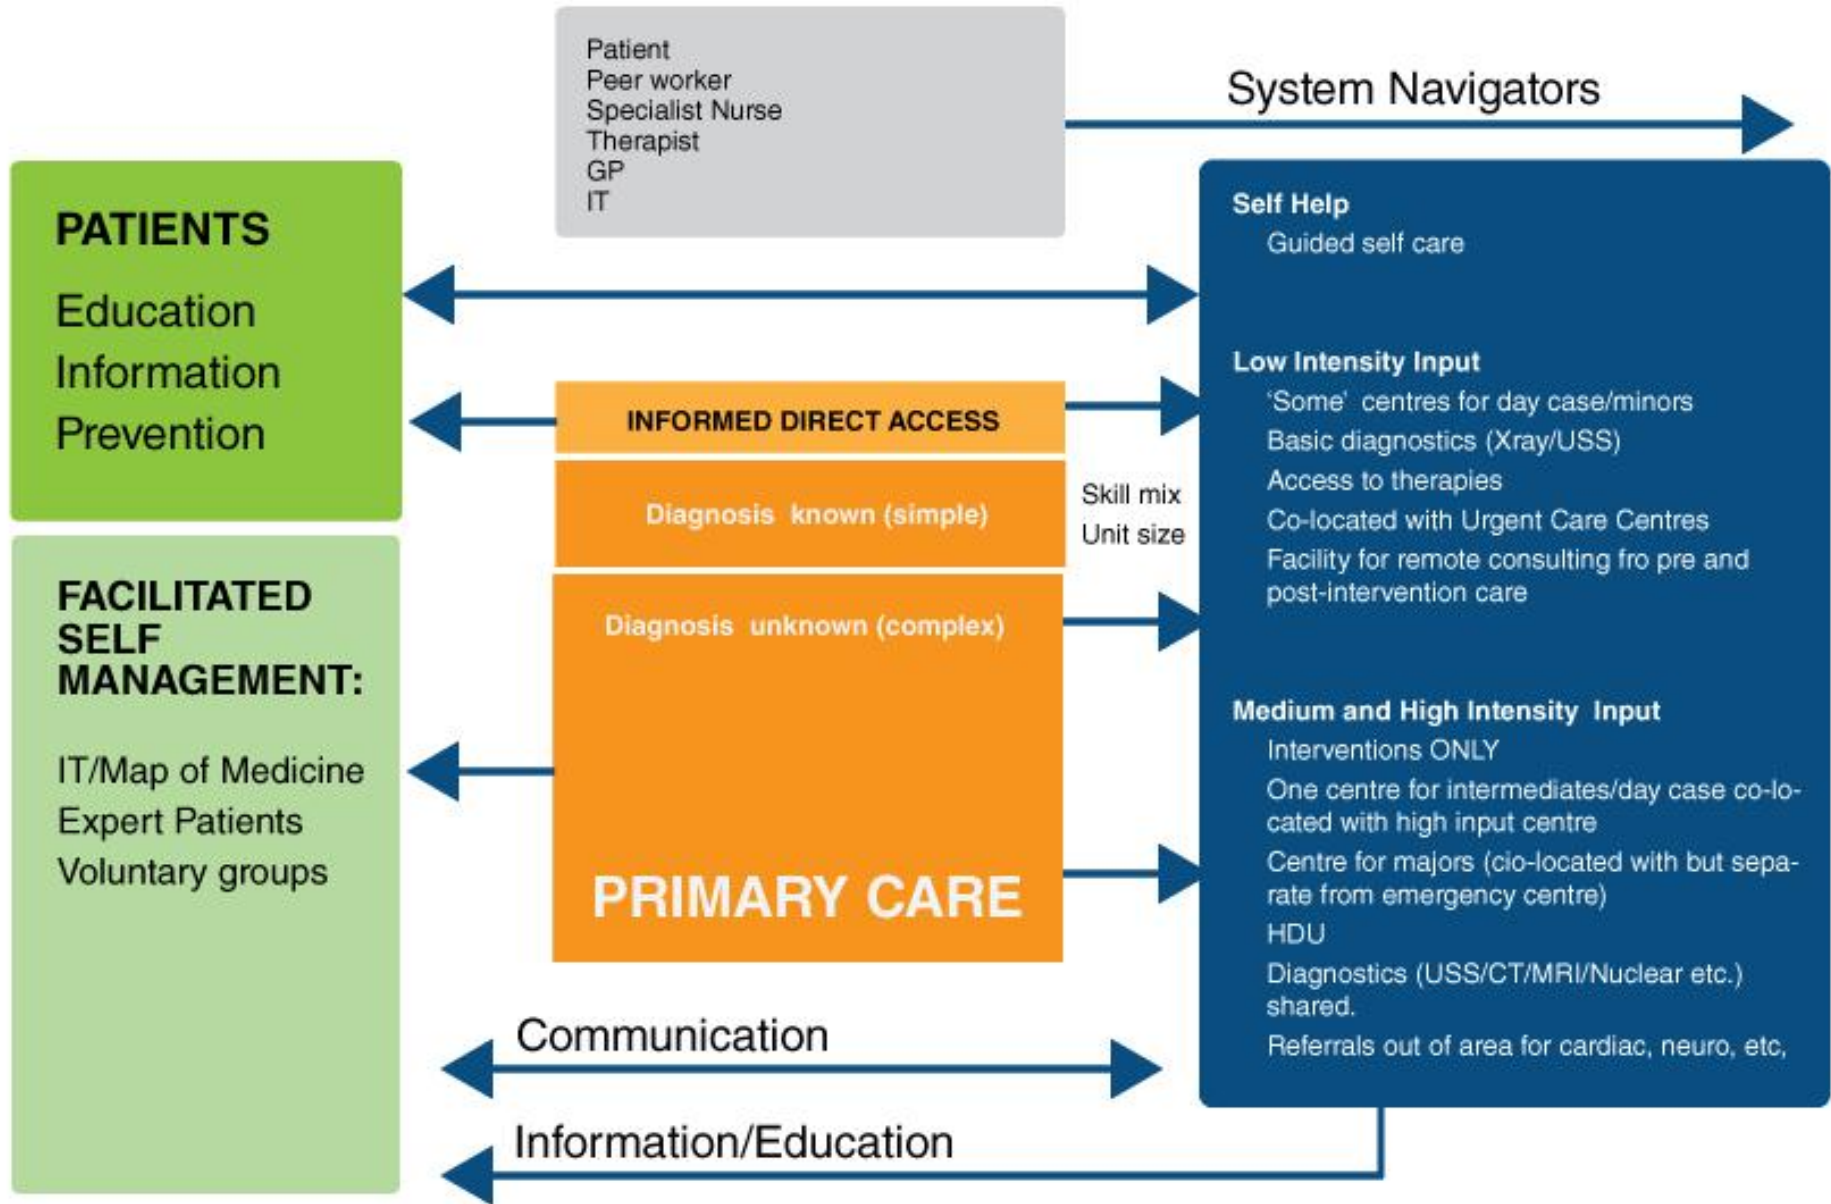 Patient
Peer worker
Specialist Nurse
Therapist
GP
IT
System Navigators
PATIENTS
Education
Information
Prevention
FACILITATED
SELF
MANAGEMENT:
IT/Map of Medicine
Expert Patients
Voluntary groups
INFORMED DIRECT ACCESS
Diagnosis known (simple)
Skill mix
Unit size
Diagnosis unknown (complex)
PRIMARY CARE
Self Help
Guided self care
Low Intensity Input
‘Some’ centres for day case/minors
Basic diagnostics (Xray/USS)
Access to therapies
Co-located with Urgent Care Centres
Facility for remote consulting fro pre and
post-intervention care
Medium and High Intensity Input
Interventions ONLY
One centre for intermediates/day case co-lo-
cated with high input centre
Centre for majors (cio-located with but sepa-
rate from emergency centre)
HDU
Diagnostics (USS/CT/MRI/Nuclear etc.)
shared.
Referrals out of area for cardiac, neuro, etc,
Communication
Information/Education